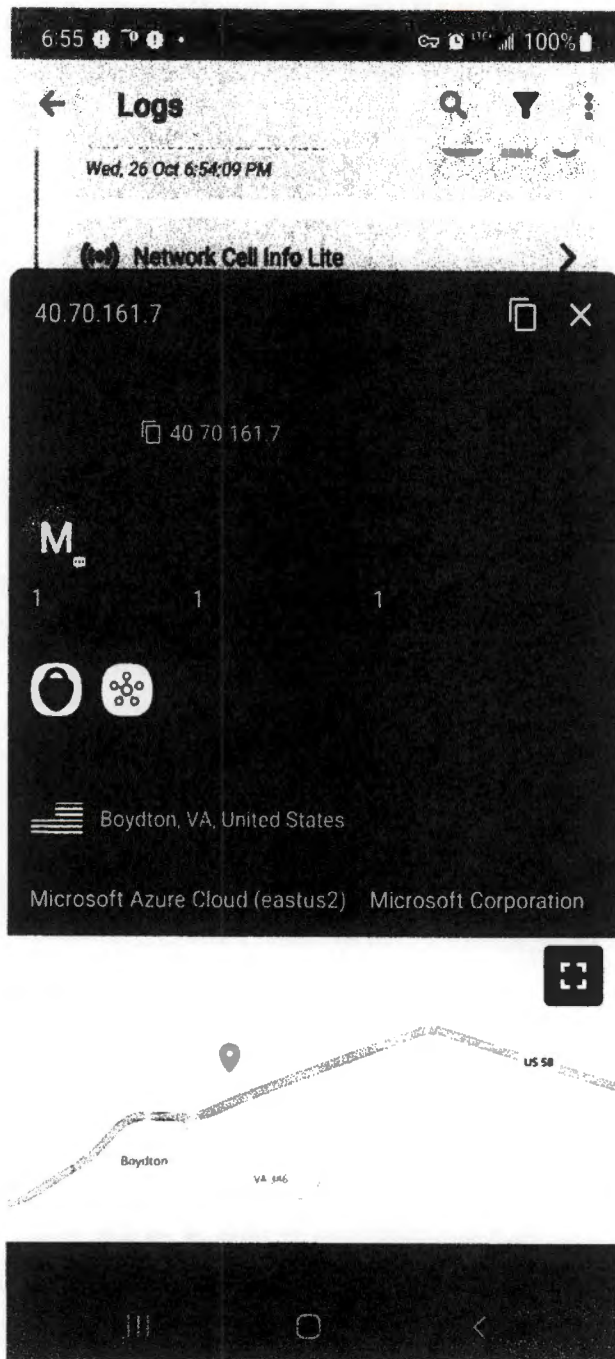 6:55
100%
Logs
Wed, 26 Oct 6:54:09 PM
Network Cell Info Lite
40.70.161.7
40 70 161.7
M
1 1 1
Boydton, VA, United States
Microsoft Azure Cloud (eastus2) Microsoft Corporation
US 58
Boydton